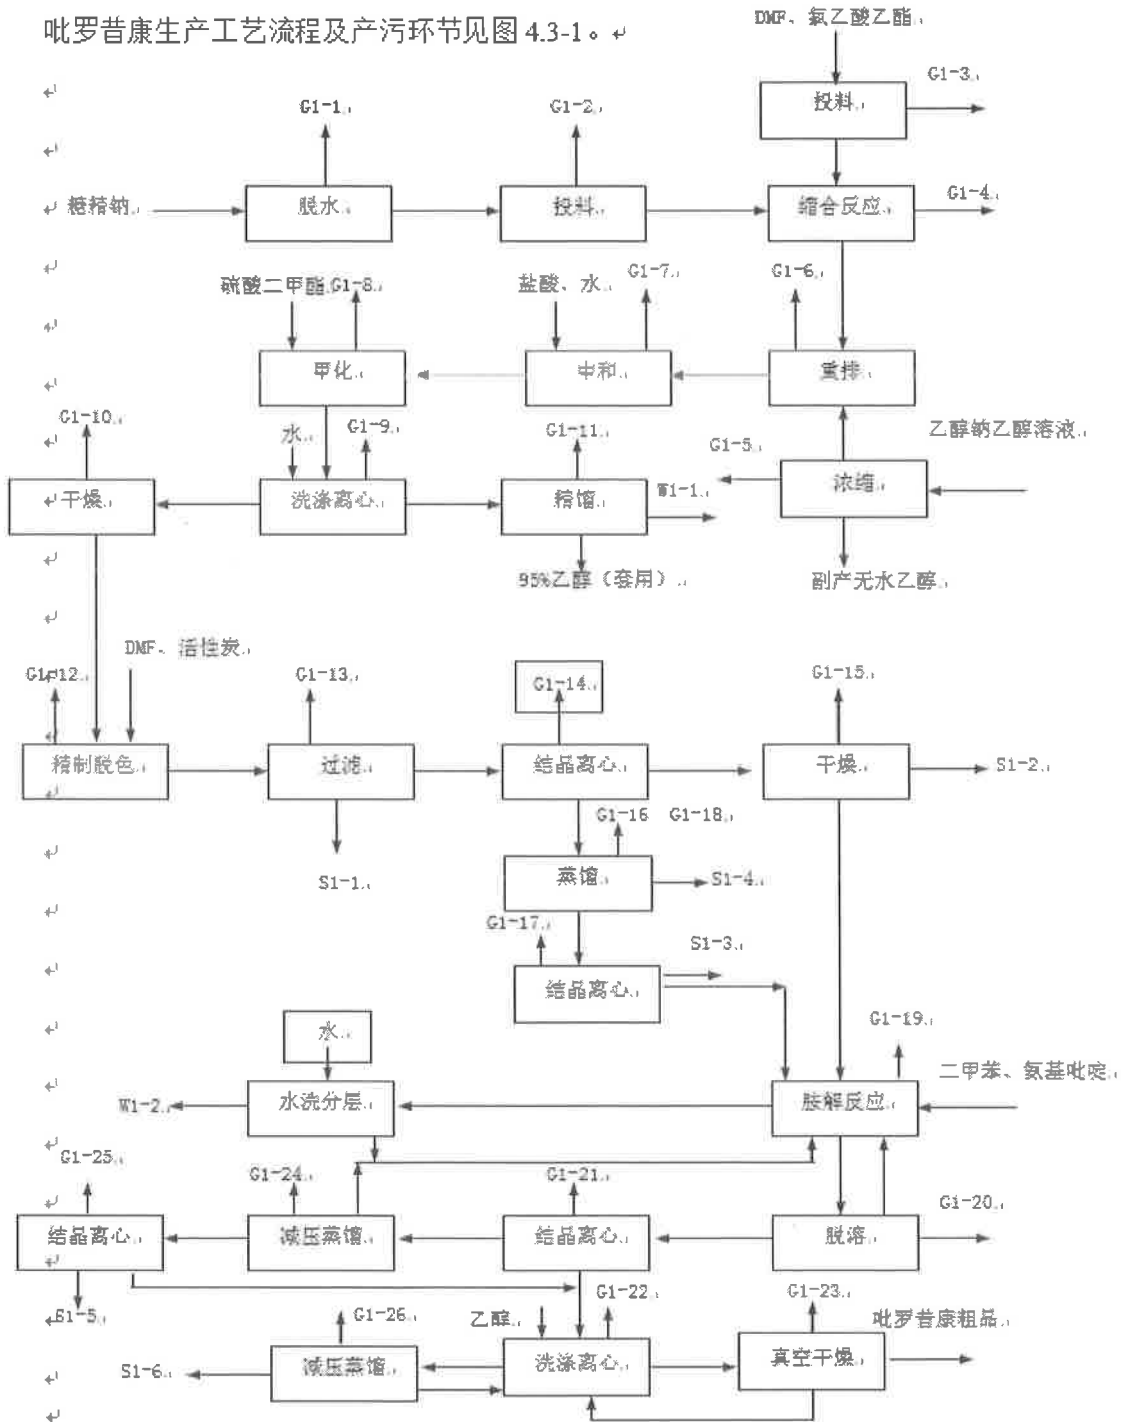 吡罗昔康生产工艺流程及产污环节见图 4.3-1。
DMF、氯乙酸乙酯
G1-1
G1-2
投料
G1-3
糖精钠
脱水
投料
缩合反应
G1-4
硫酸二甲酯
G1-8
盐酸、水
G1-7
G1-6
甲化
中和
重排
G1-10
水
G1-9
G1-11
G1-5
乙醇钠乙醇溶液
干燥
洗涤离心
精馏
W1-1
浓缩
95%乙醇（套用）
副产无水乙醇
DMF、活性炭
G1-12
G1-13
G1-14
G1-15
精制脱色
过滤
结晶离心
干燥
S1-2
G1-16
G1-18
S1-1
蒸馏
S1-4
G1-17
S1-3
结晶离心
水
G1-19
二甲苯、氨基吡啶
W1-2
水洗分层
胺解反应
G1-25
G1-24
G1-21
G1-20
结晶离心
减压蒸馏
结晶离心
脱溶
S1-5
G1-26
乙醇
G1-22
G1-23
吡罗昔康粗品
S1-6
减压蒸馏
洗涤离心
真空干燥